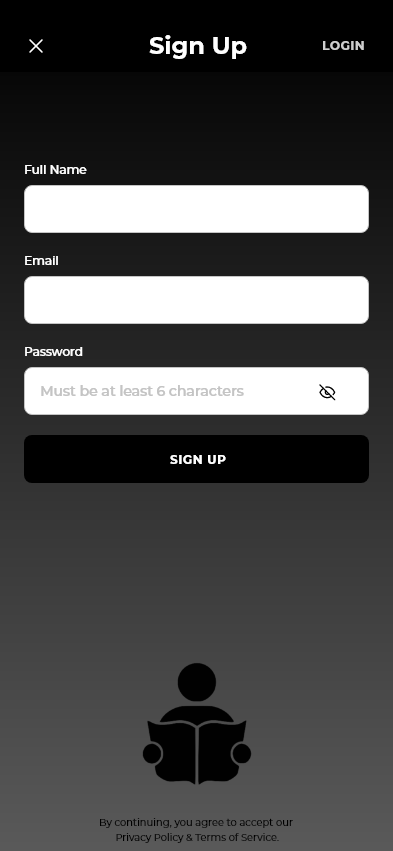 Sign Up
LOGIN
Full Name
Email
Password
Must be at least 6 characters
SIGN UP
By continuing, you agree to accept our
Privacy Policy & Terms of Service.